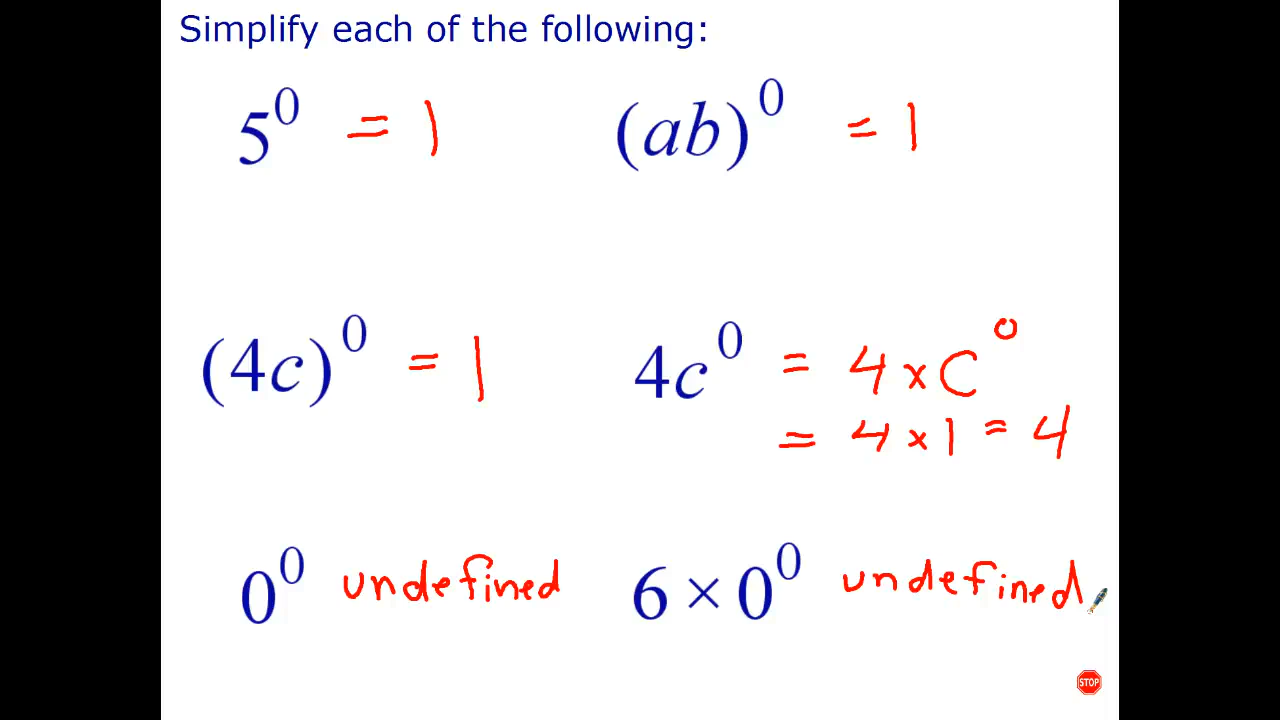 Simplify each of the following:
5⁰ = 1
(ab)⁰ = 1
(4c)⁰ = 1
4c⁰ = 4 × c⁰
= 4 × 1 = 4
0⁰ undefined
6 × 0⁰ undefined
STOP